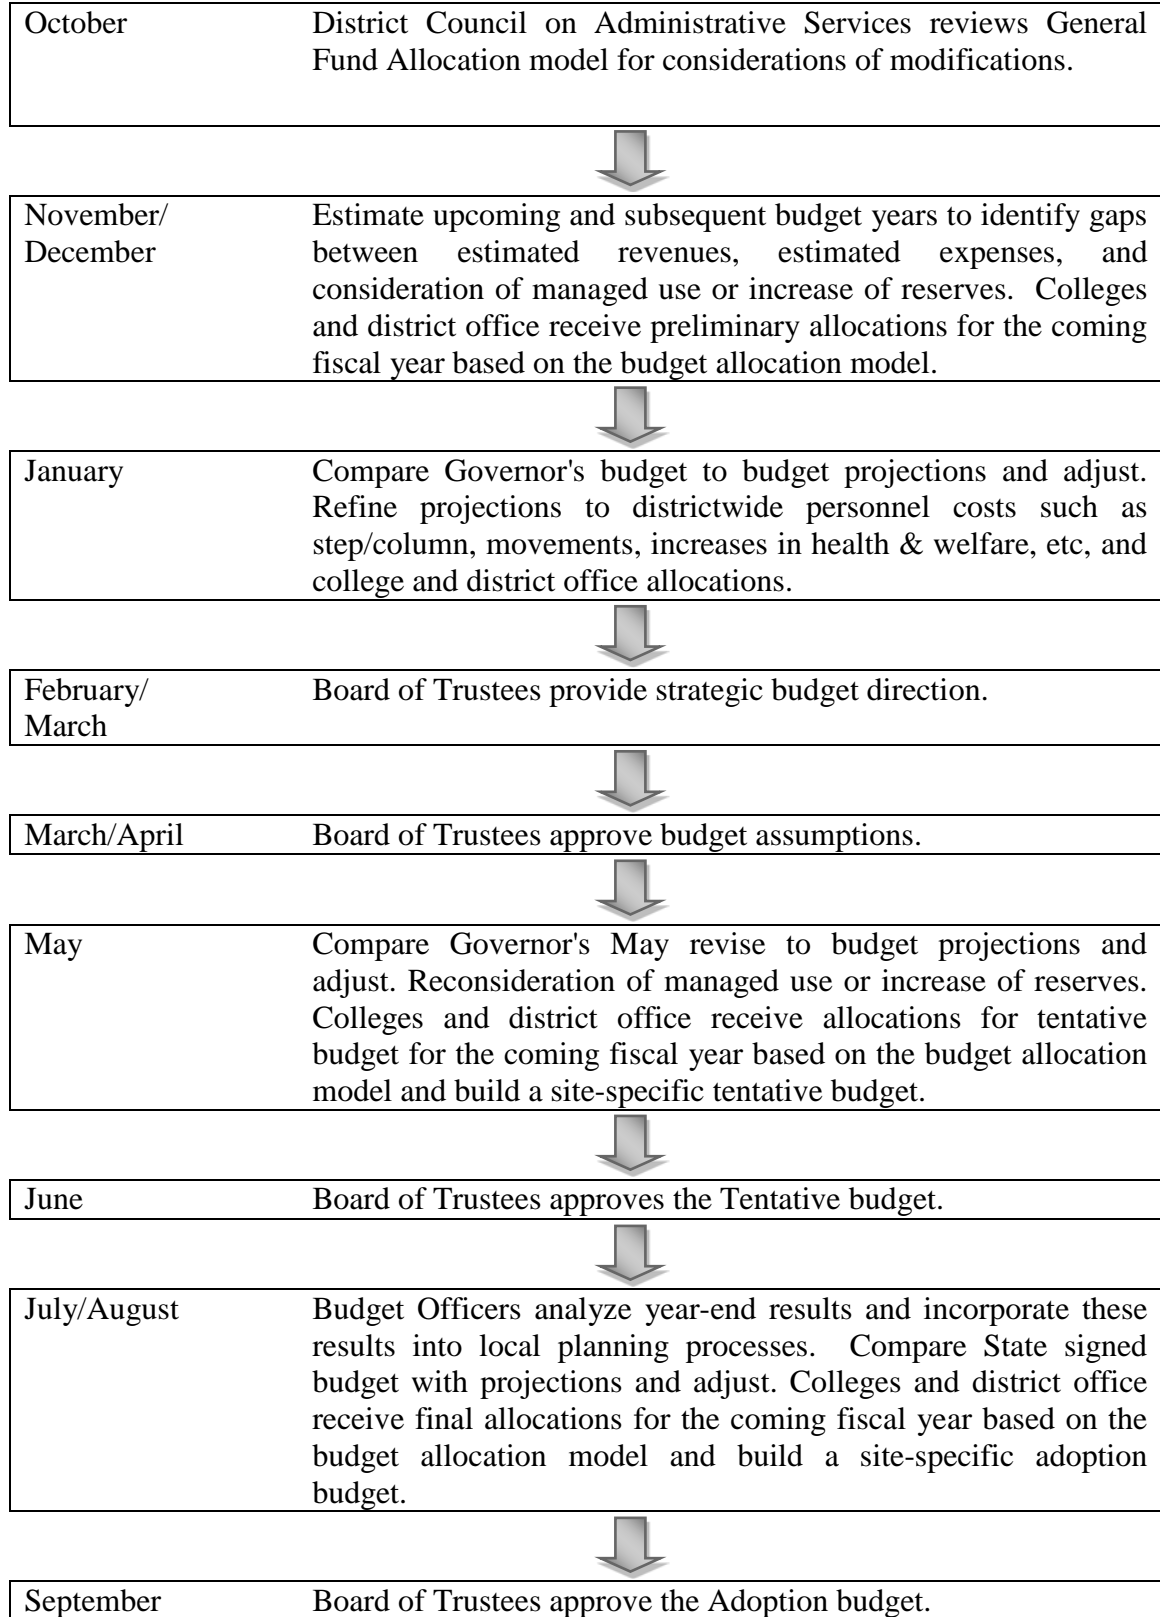 October District Council on Administrative Services reviews General
Fund Allocation model for considerations of modifications.
November/ Estimate upcoming and subsequent budget years to identify gaps
December between estimated revenues, estimated expenses, and
consideration of managed use or increase of reserves. Colleges
and district office receive preliminary allocations for the coming
fiscal year based on the budget allocation model.
January Compare Governor's budget to budget projections and adjust.
Refine projections to districtwide personnel costs such as
step/column, movements, increases in health & welfare, etc, and
college and district office allocations.
February/ Board of Trustees provide strategic budget direction.
March
March/April Board of Trustees approve budget assumptions.
May Compare Governor's May revise to budget projections and
adjust. Reconsideration of managed use or increase of reserves.
Colleges and district office receive allocations for tentative
budget for the coming fiscal year based on the budget allocation
model and build a site-specific tentative budget.
June Board of Trustees approves the Tentative budget.
July/August Budget Officers analyze year-end results and incorporate these
results into local planning processes. Compare State signed
budget with projections and adjust. Colleges and district office
receive final allocations for the coming fiscal year based on the
budget allocation model and build a site-specific adoption
budget.
September Board of Trustees approve the Adoption budget.